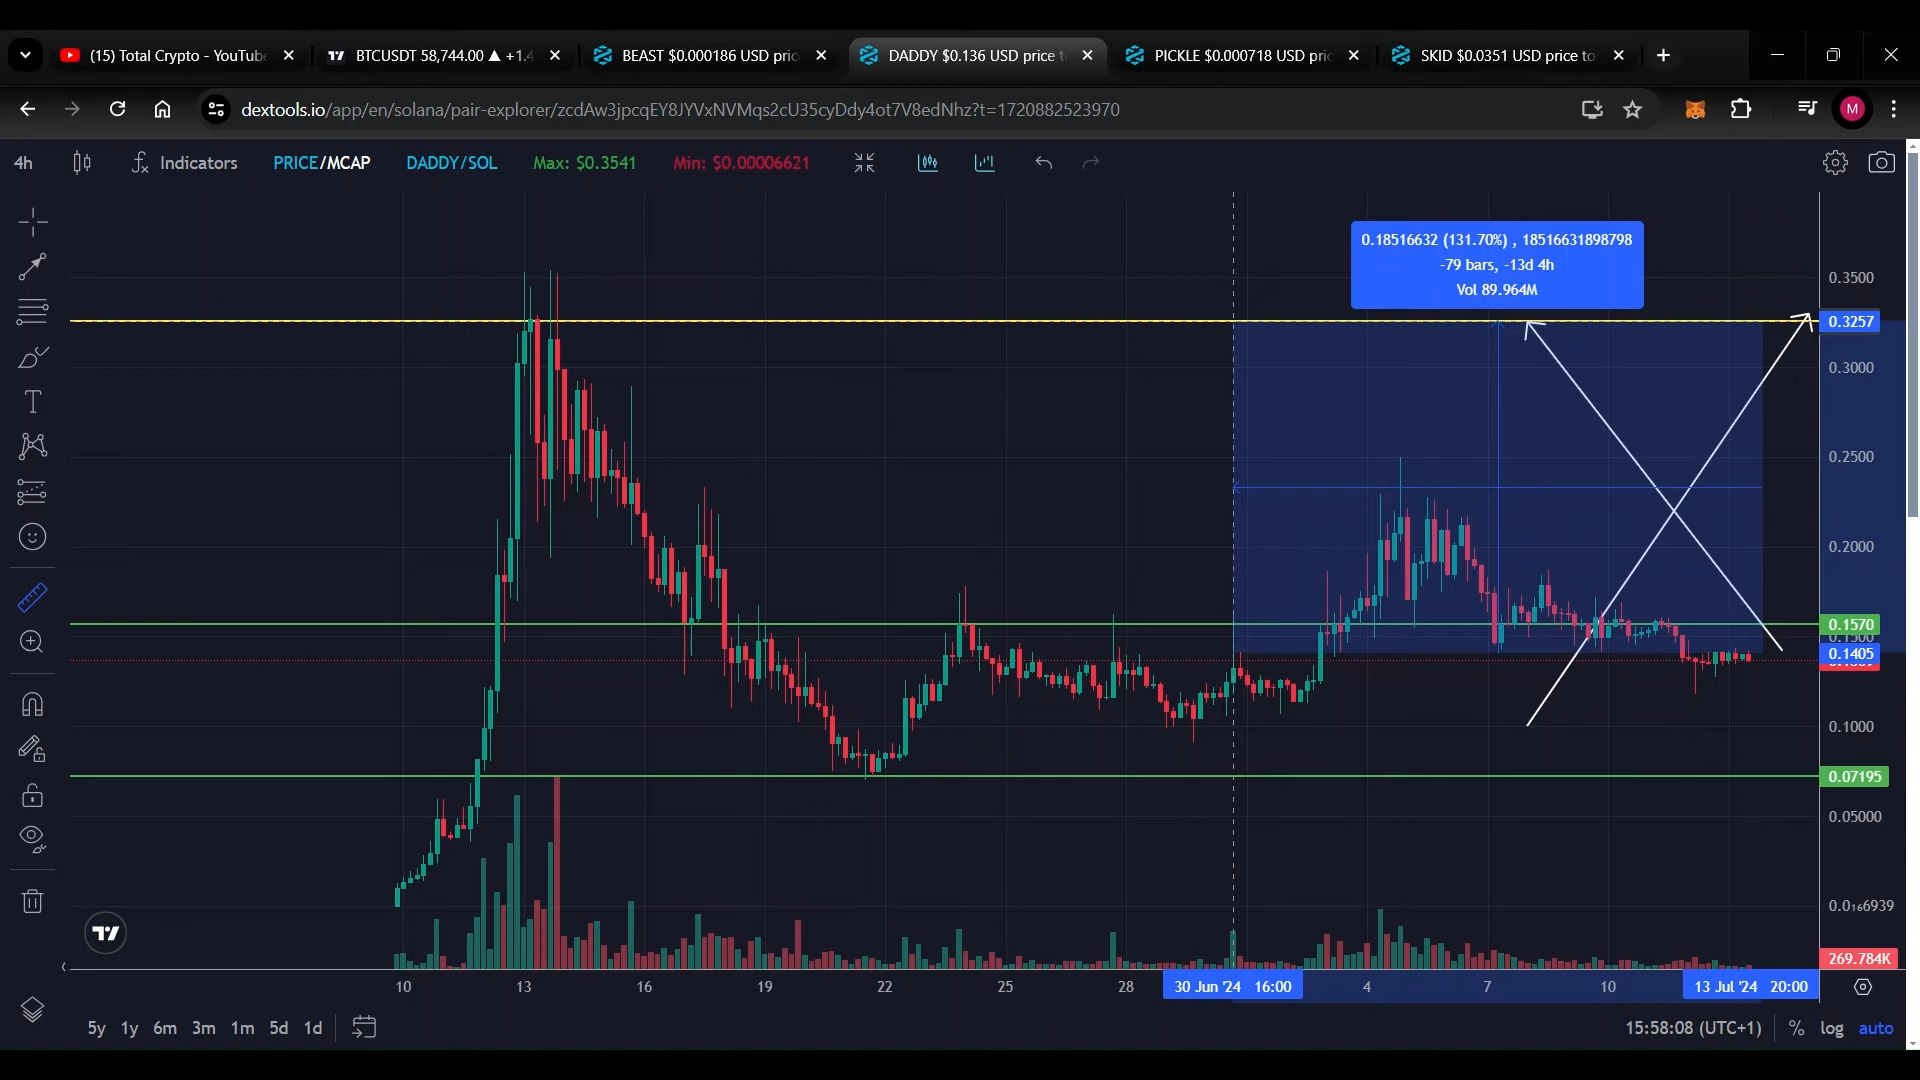 (15) Total Crypto - YouTube
BTCUSDT 58,744.00 ▲ +1.4
BEAST $0.000186 USD pric
DADDY $0.136 USD price t
PICKLE $0.000718 USD pric
SKID $0.0351 USD price to
dextools.io/app/en/solana/pair-explorer/zcdAw3jpcqEY8JYVxNVMqs2cU35cyDdy4ot7V8edNhz?t=1720882523970
M
4h Indicators PRICE/MCAP DADDY/SOL Max: $0.3541 Min: $0.00006621
0.18516632 (131.70%) , 18516631898798
-79 bars, -13d 4h
Vol 89.964M
0.3500
0.3257
0.3000
0.2500
0.2000
0.1570
0.1500
0.1405
0.1000
0.07195
0.05000
0.0₁₆6939
269.784K
10 13 16 19 22 25 28 30 Jun '24 16:00 4 7 10 13 Jul '24 20:00
5y 1y 6m 3m 1m 5d 1d 15:58:08 (UTC+1) % log auto